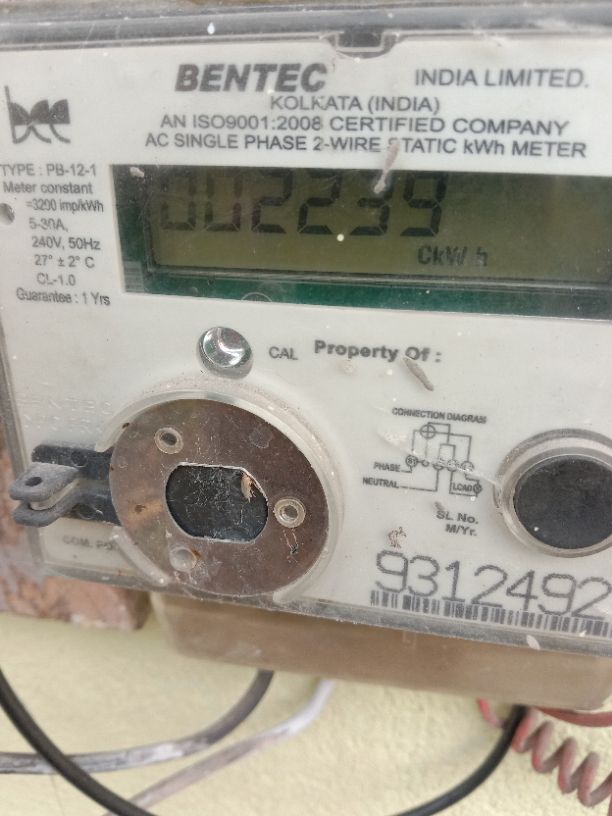 BENTEC INDIA LIMITED.
KOLKATA (INDIA)
AN ISO9001:2008 CERTIFIED COMPANY
AC SINGLE PHASE 2-WIRE STATIC kWh METER
TYPE : PB-12-1
Meter constant
=3200 imp/kWh
5-30A,
240V, 50Hz
27° ± 2° C
CL-1.0
Guarantee : 1 Yrs
002239
CkW h
CAL
Property Of :
CONNECTION DIAGRAM
PHASE
NEUTRAL
LOAD
SL. No.
M/Yr.
COM. PO
9312492